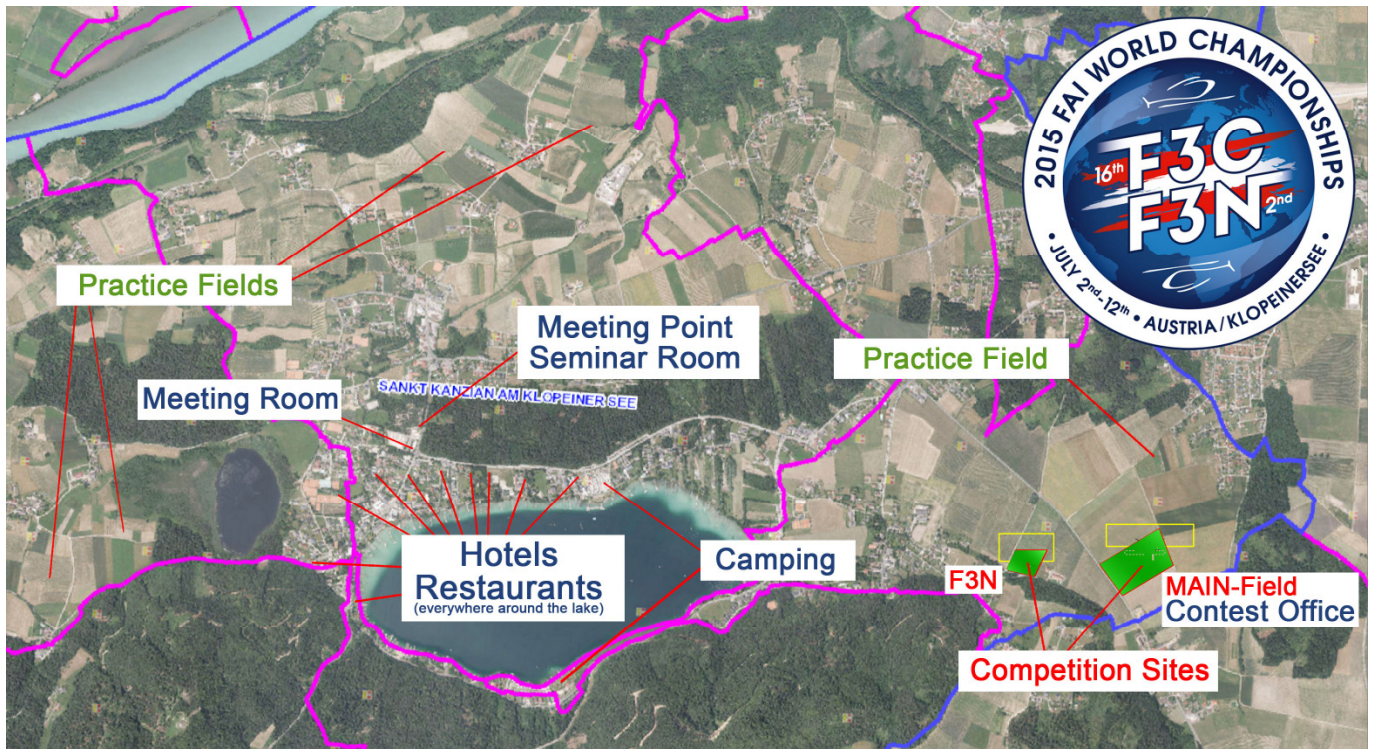 2015 FAI WORLD CHAMPIONSHIPS
16th F3C
F3N 2nd
• JULY 2nd-12th • AUSTRIA/KLOPEINERSEE •
Practice Fields
Meeting Point
Seminar Room
Practice Field
SANKT KANZIAN AM KLOPEINER SEE
Meeting Room
Hotels
Restaurants
(everywhere around the lake)
Camping
F3N
MAIN-Field
Contest Office
Competition Sites